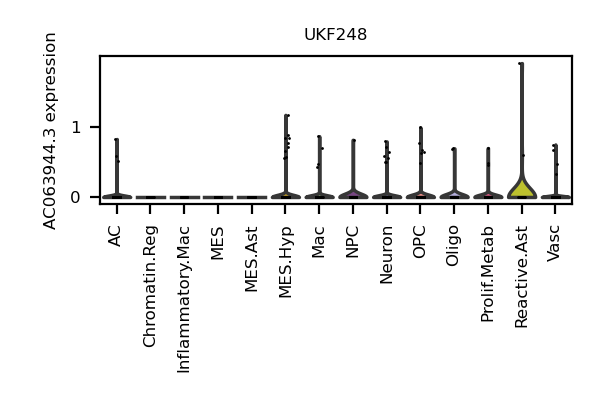 UKF248
AC063944.3 expression
1
0
AC
Chromatin.Reg
Inflammatory.Mac
MES
MES.Ast
MES.Hyp
Mac
NPC
Neuron
OPC
Oligo
Prolif.Metab
Reactive.Ast
Vasc